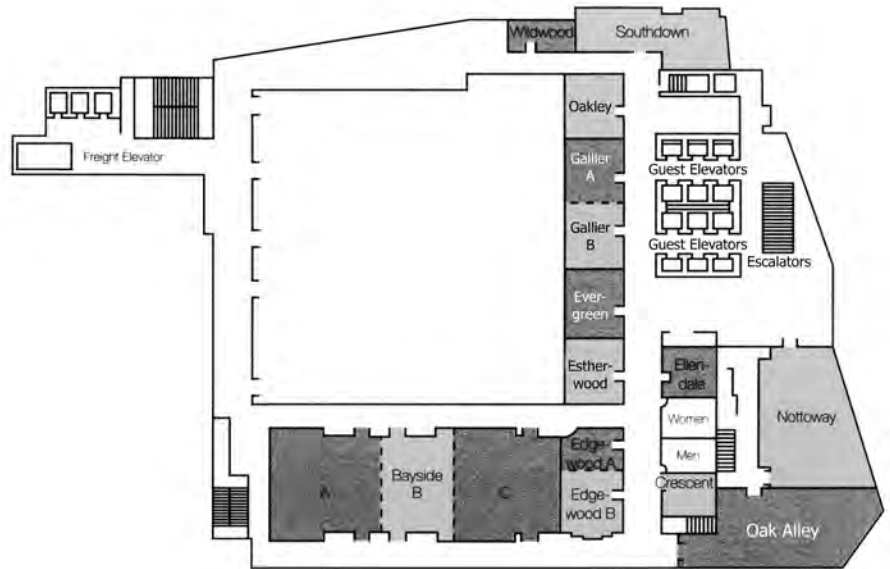 Wildwood
Southdown
Oakley
Freight Elevator
Gallier
A
Guest Elevators
Gallier
B
Guest Elevators
Escalators
Ever-
green
Esther-
wood
Ellen-
dale
Women
Nottoway
Men
Edge-
wood A
A
Bayside
B
C
Edge-
wood B
Crescent
Oak Alley